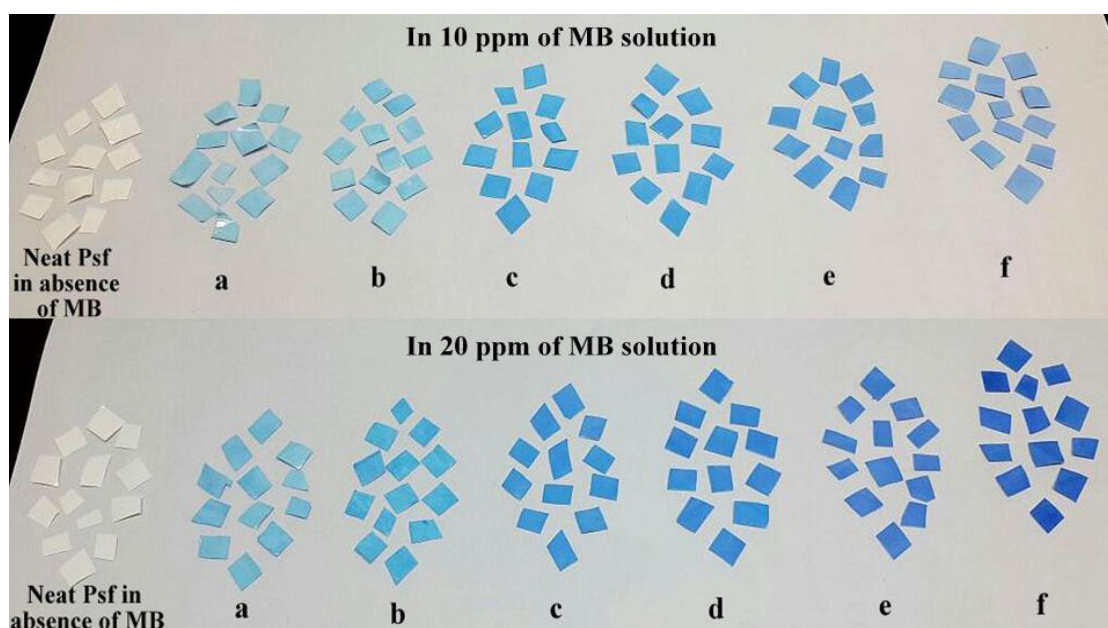 In 10 ppm of MB solution
Neat Psf
in absence
of MB
a
b
c
d
e
f
In 20 ppm of MB solution
Neat Psf in
absence of MB
a
b
c
d
e
f